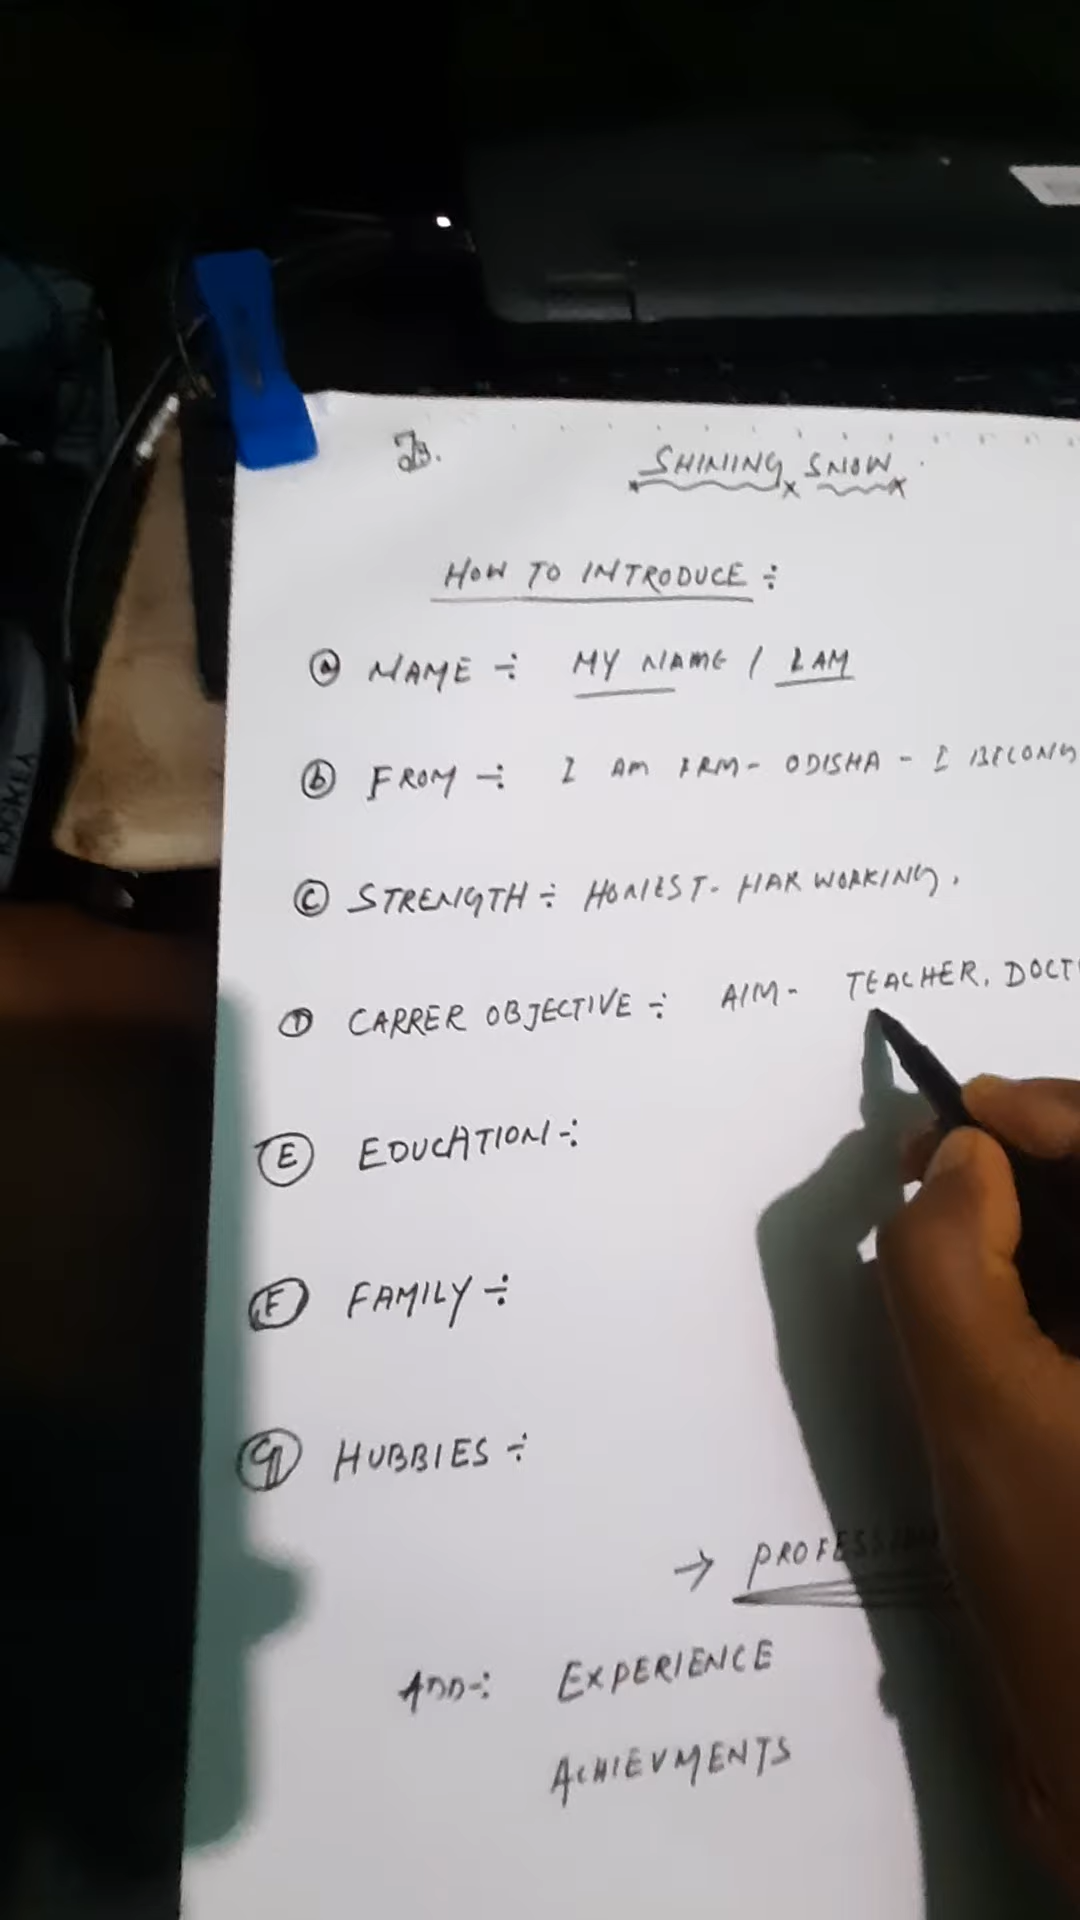 SHINING SNOW
HOW TO INTRODUCE ÷
(a) NAME ÷ MY NAME / I AM
(b) FROM ÷ I AM FRM - ODISHA - I BELONG
(c) STRENGTH ÷ HONEST - HAR WORKING.
(D) CARRER OBJECTIVE ÷ AIM - TEACHER, DOCT
(E) EDUCATION ÷
(F) FAMILY ÷
(G) HUBBIES ÷
→ PROFESSION
ADD ÷ EXPERIENCE
ACHIEVMENTS